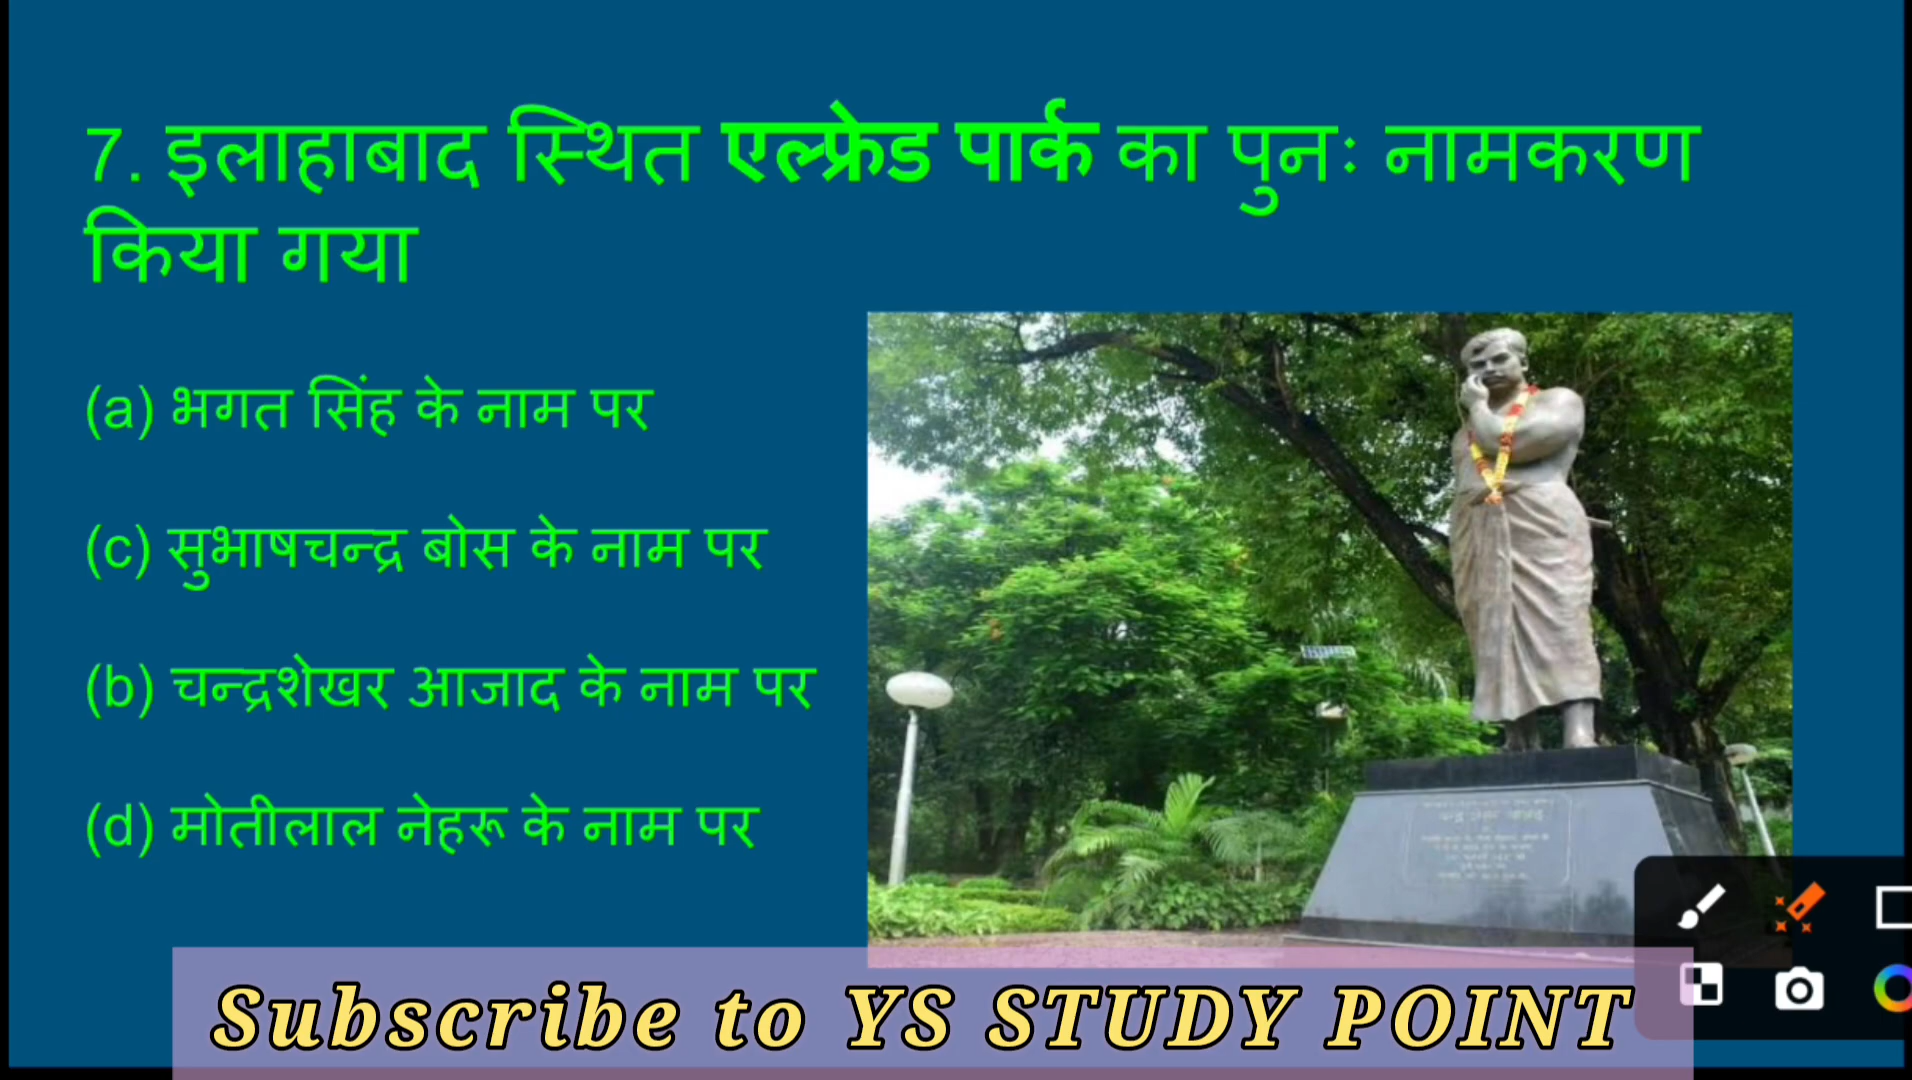 7. इलाहाबाद स्थित एल्फ्रेड पार्क का पुनः नामकरण
किया गया
(a) भगत सिंह के नाम पर
(c) सुभाषचन्द्र बोस के नाम पर
(b) चन्द्रशेखर आजाद के नाम पर
(d) मोतीलाल नेहरू के नाम पर
Subscribe to YS STUDY POINT